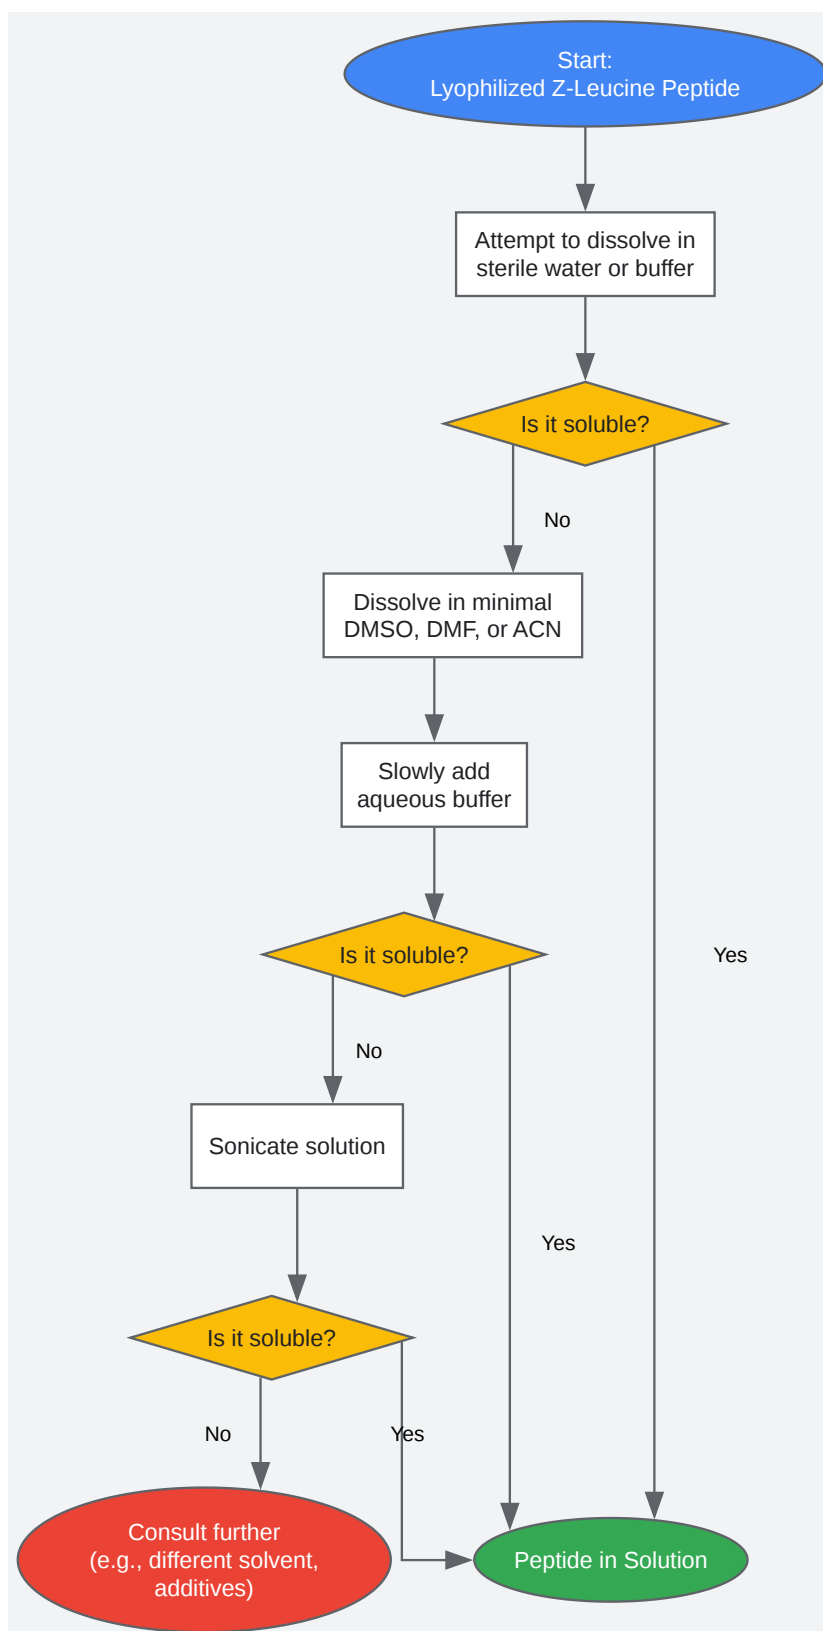 Start:
Lyophilized Z-Leucine Peptide
Attempt to dissolve in
sterile water or buffer
Is it soluble?
No
Dissolve in minimal
DMSO, DMF, or ACN
Slowly add
aqueous buffer
Is it soluble?
Yes
No
Sonicate solution
Yes
Is it soluble?
No
Yes
Consult further
(e.g., different solvent,
additives)
Peptide in Solution